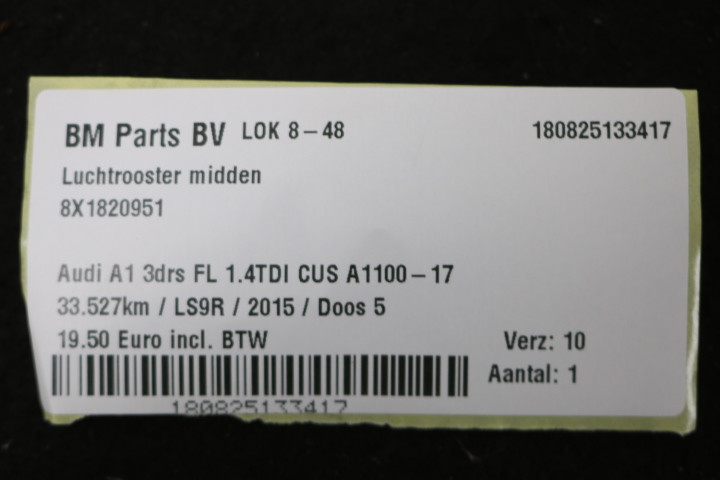 BM Parts BV LOK 8-48 180825133417
Luchtrooster midden
8X1820951
Audi A1 3drs FL 1.4TDI CUS A1100-17
33.527km / LS9R / 2015 / Doos 5
19.50 Euro incl. BTW Verz: 10
Aantal: 1
180825133417